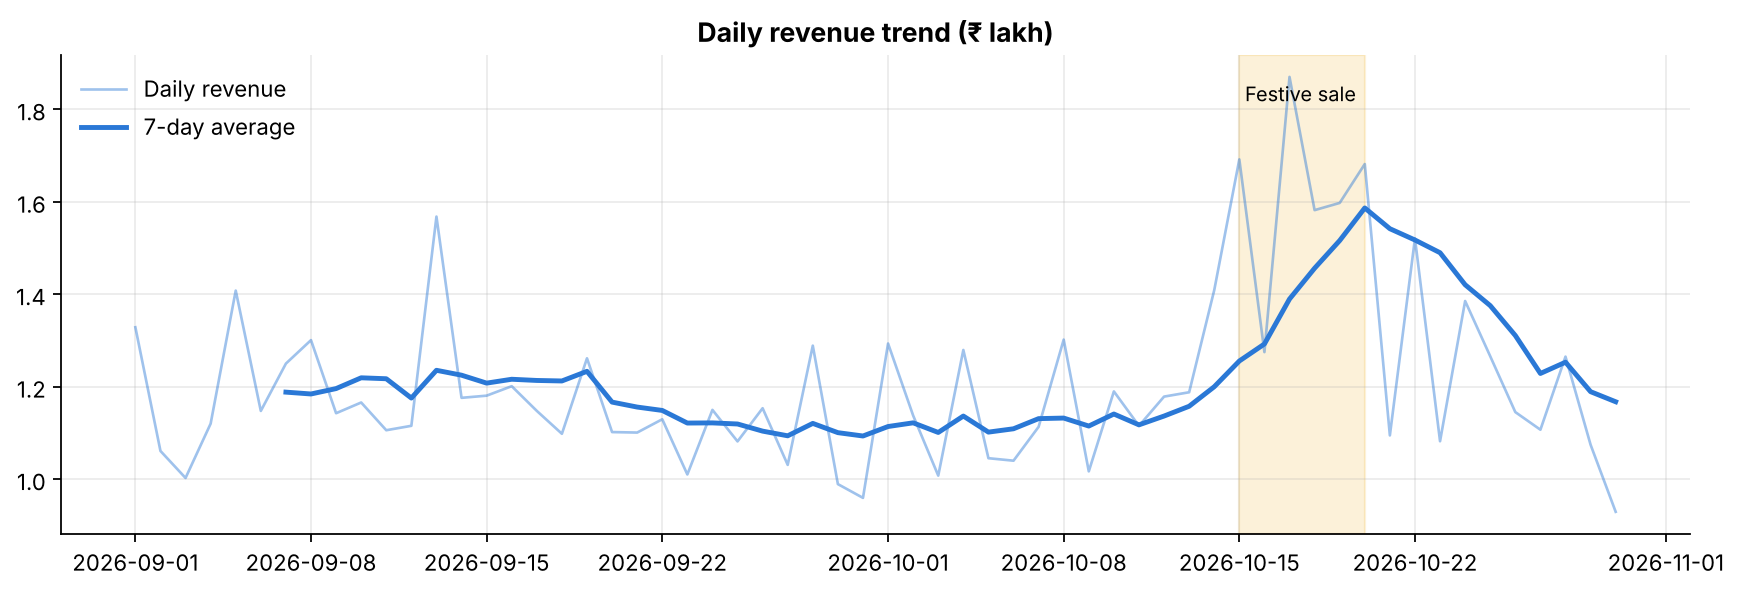 Daily revenue trend (₹ lakh)
Daily revenue
7-day average
Festive sale
1.8
1.6
1.4
1.2
1.0
2026-09-01 2026-09-08 2026-09-15 2026-09-22 2026-10-01 2026-10-08 2026-10-15 2026-10-22 2026-11-01